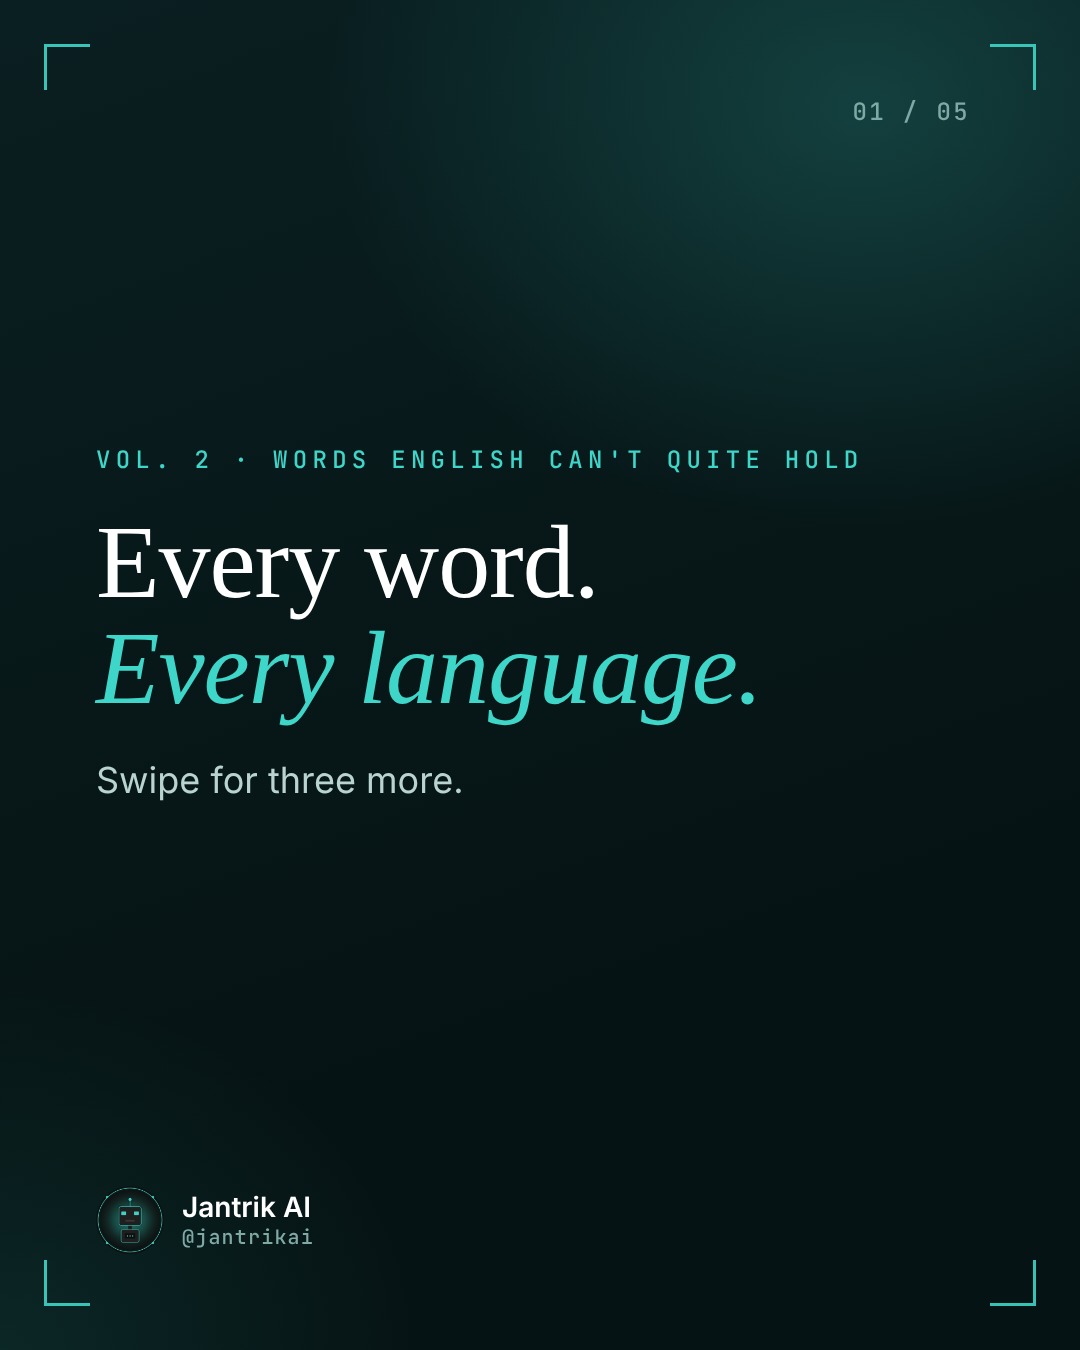 01 / 05
VOL. 2 · WORDS ENGLISH CAN'T QUITE HOLD
Every word.
Every language.
Swipe for three more.
Jantrik AI
@jantrikai